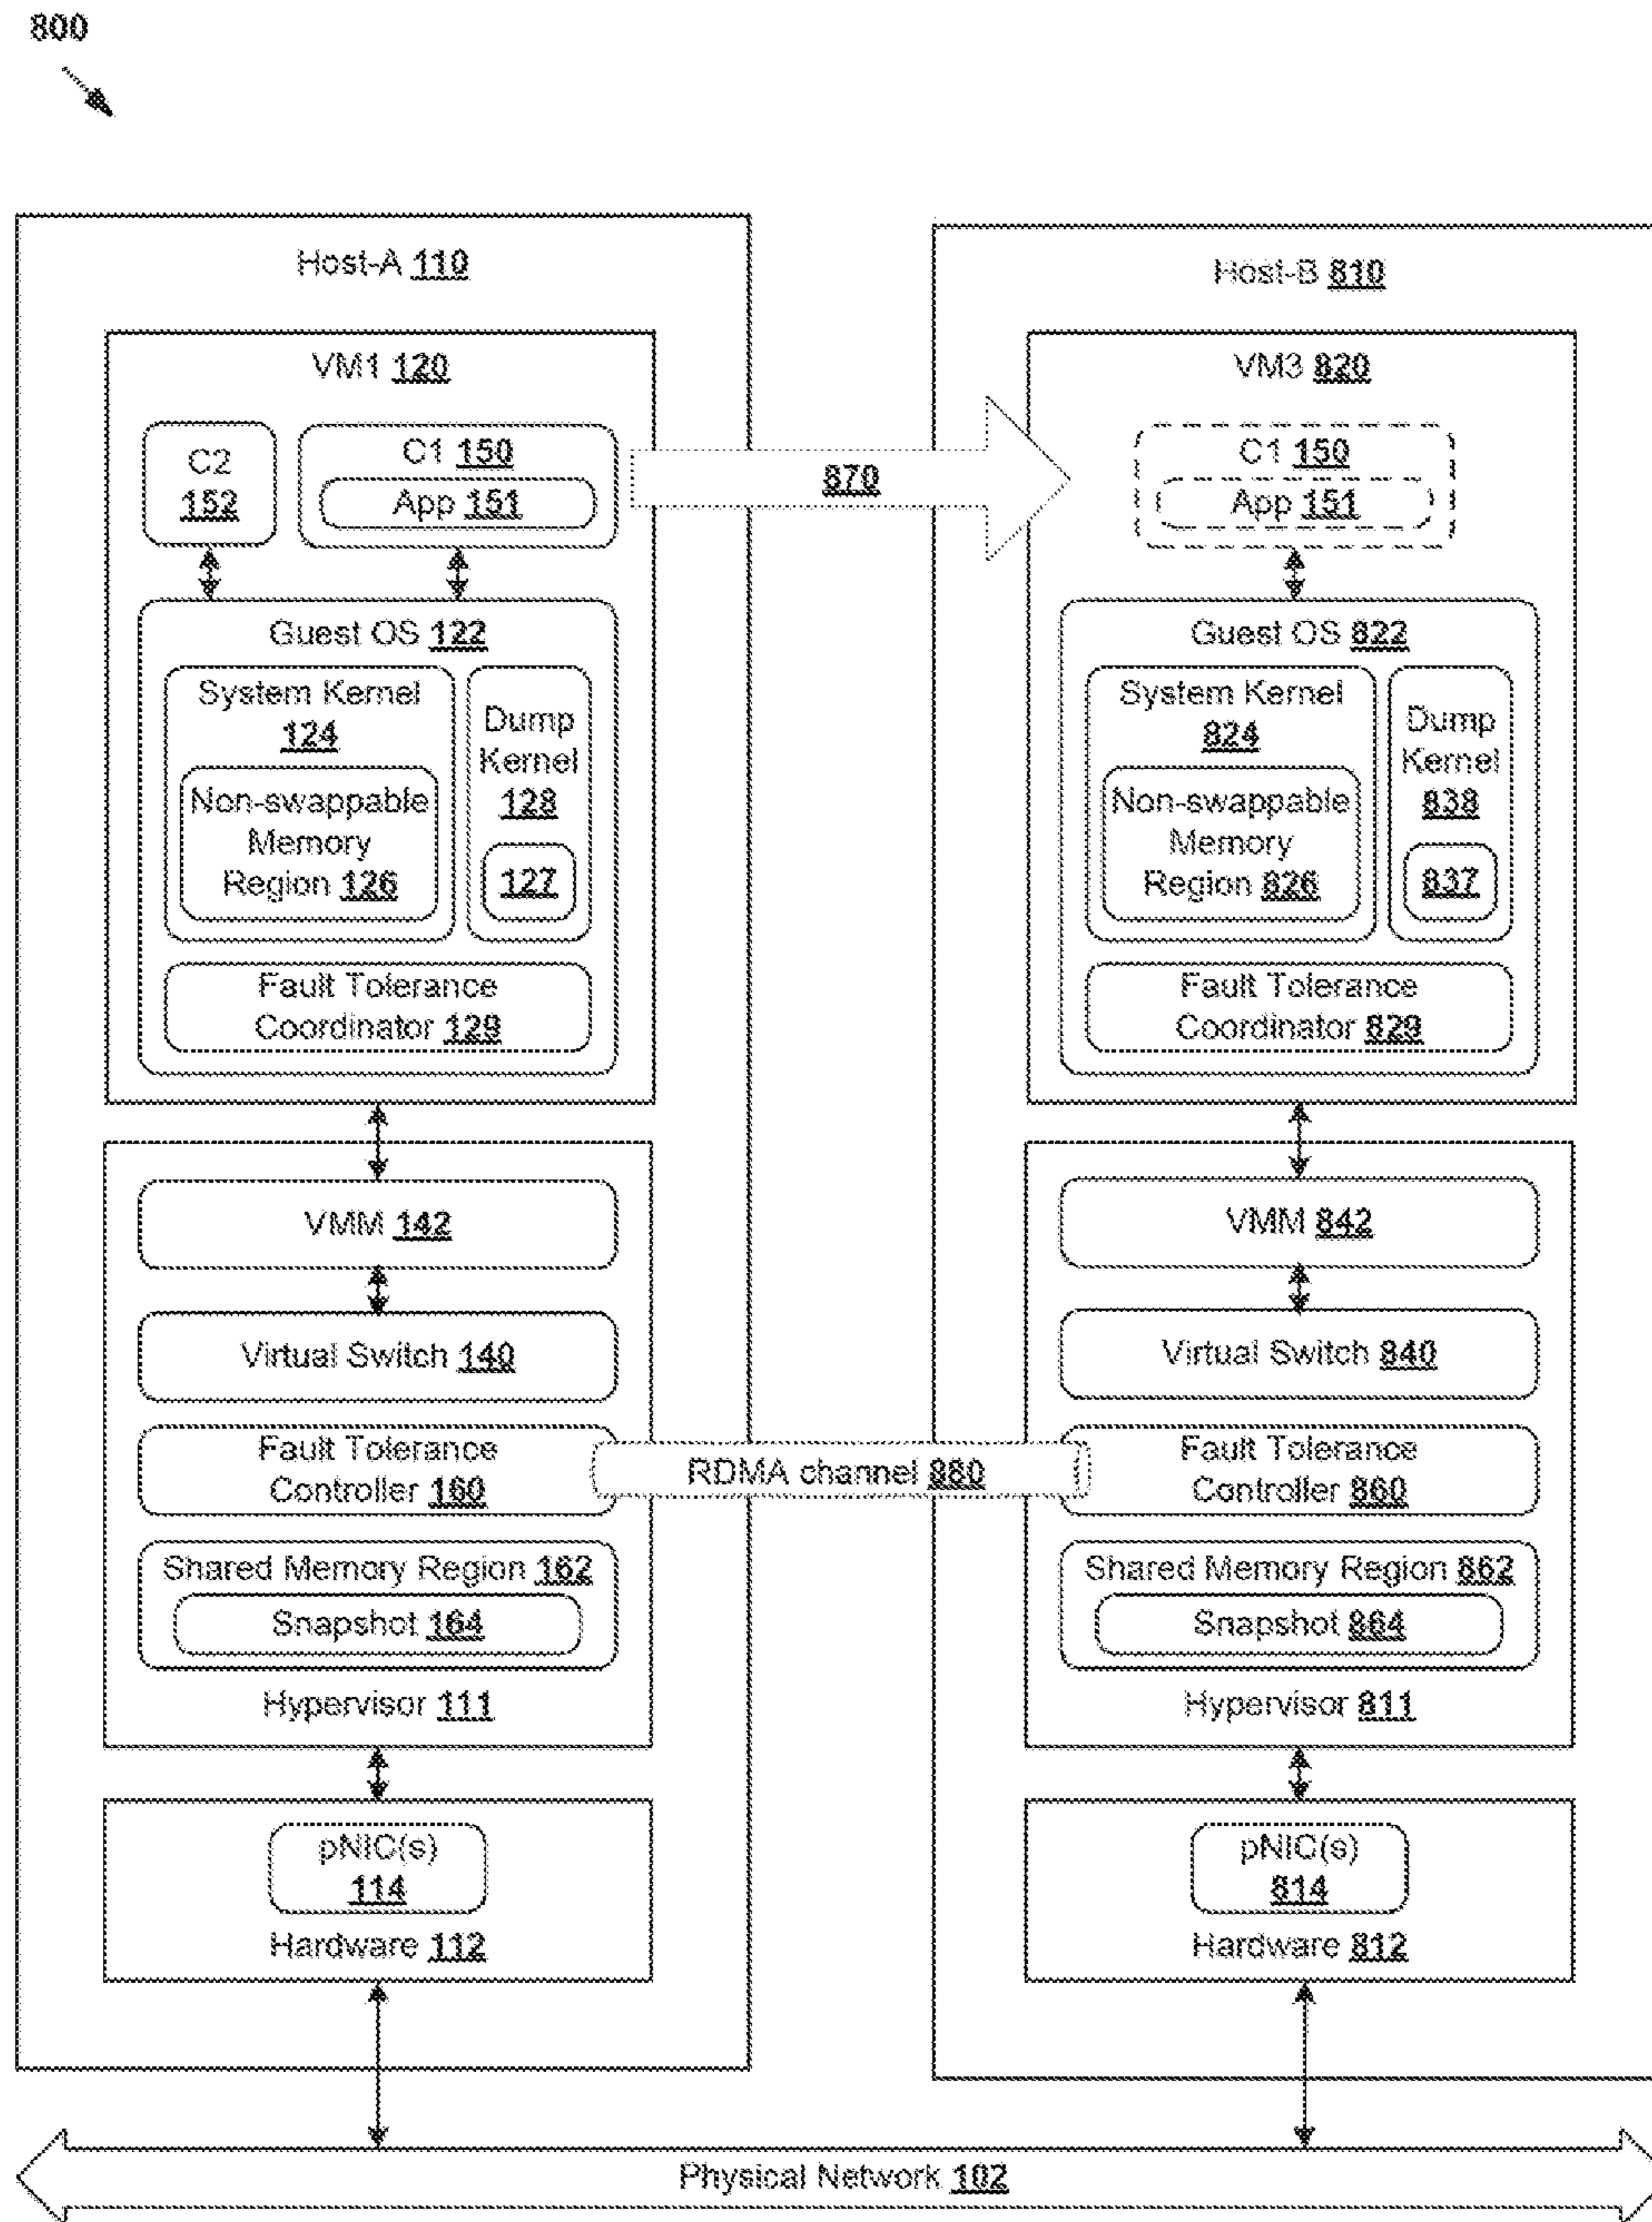 800
Host-A 110
VM1 120
C2
152
C1 150
App 151
Guest OS 122
System Kernel
124
Non-swappable
Memory
Region 126
Dump
Kernel
128
127
Fault Tolerance
Coordinator 129
VMM 142
Virtual Switch 140
Fault Tolerance
Controller 160
Shared Memory Region 162
Snapshot 164
Hypervisor 111
pNIC(s)
114
Hardware 112
870
RDMA channel 880
Host-B 810
VM3 820
C1 150
App 151
Guest OS 822
System Kernel
824
Non-swappable
Memory
Region 826
Dump
Kernel
838
837
Fault Tolerance
Coordinator 829
VMM 842
Virtual Switch 840
Fault Tolerance
Controller 860
Shared Memory Region 862
Snapshot 864
Hypervisor 811
pNIC(s)
814
Hardware 812
Physical Network 102